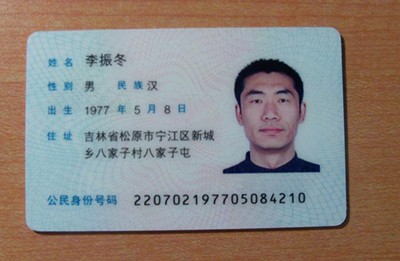 姓名 李振冬
性别 男 民族 汉
出生 1977 年 5 月 8 日
住址 吉林省松原市宁江区新城
乡八家子村八家子屯
公民身份号码 220702197705084210